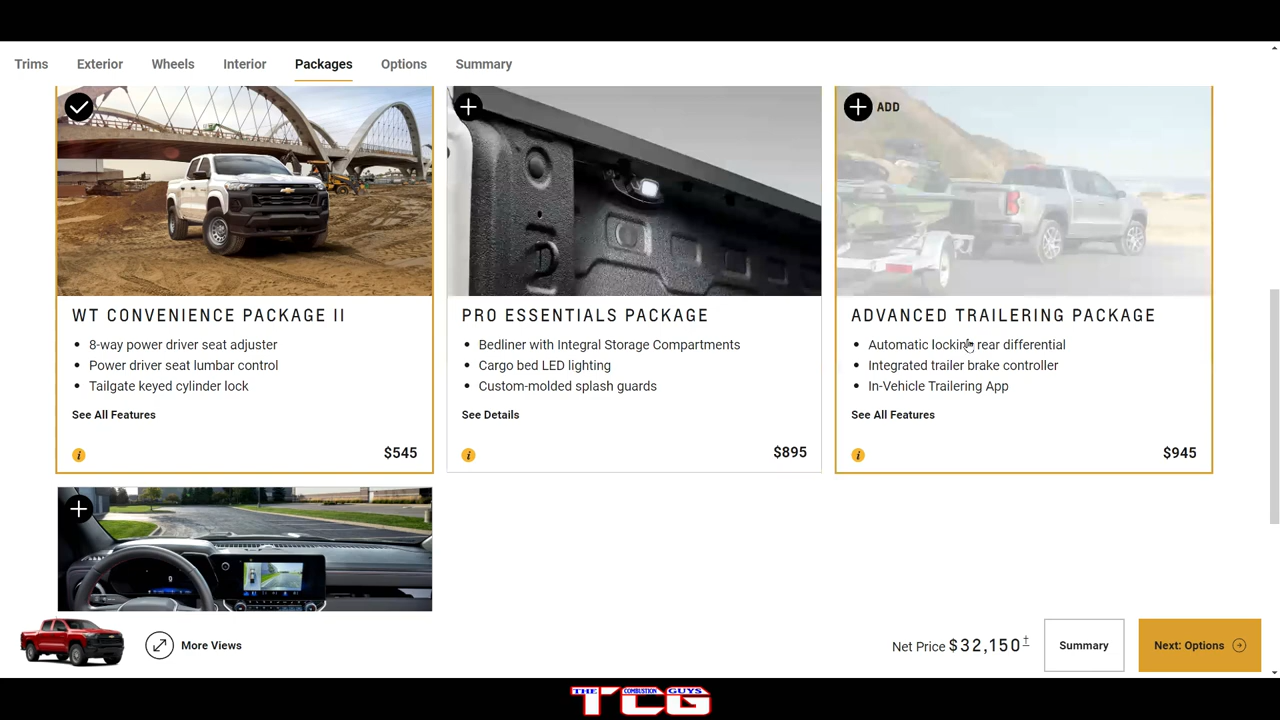 Trims Exterior Wheels Interior Packages Options Summary
ADD
WT CONVENIENCE PACKAGE II
8-way power driver seat adjuster
Power driver seat lumbar control
Tailgate keyed cylinder lock
See All Features
$545
PRO ESSENTIALS PACKAGE
Bedliner with Integral Storage Compartments
Cargo bed LED lighting
Custom-molded splash guards
See Details
$895
ADVANCED TRAILERING PACKAGE
Automatic locking rear differential
Integrated trailer brake controller
In-Vehicle Trailering App
See All Features
$945
More Views
Net Price $32,150†
Summary
Next: Options
THE COMBUSTION GUYS
TCG